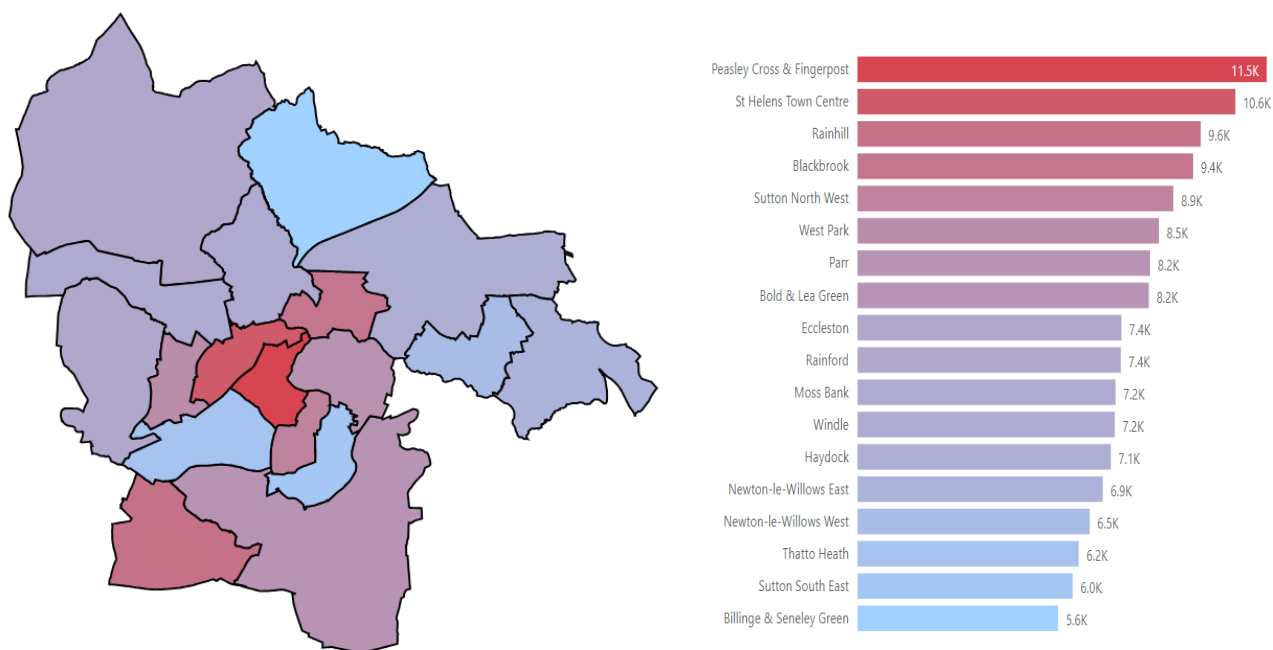 Peasley Cross & Fingerpost 11.5K
St Helens Town Centre 10.6K
Rainhill 9.6K
Blackbrook 9.4K
Sutton North West 8.9K
West Park 8.5K
Parr 8.2K
Bold & Lea Green 8.2K
Eccleston 7.4K
Rainford 7.4K
Moss Bank 7.2K
Windle 7.2K
Haydock 7.1K
Newton-le-Willows East 6.9K
Newton-le-Willows West 6.5K
Thatto Heath 6.2K
Sutton South East 6.0K
Billinge & Seneley Green 5.6K